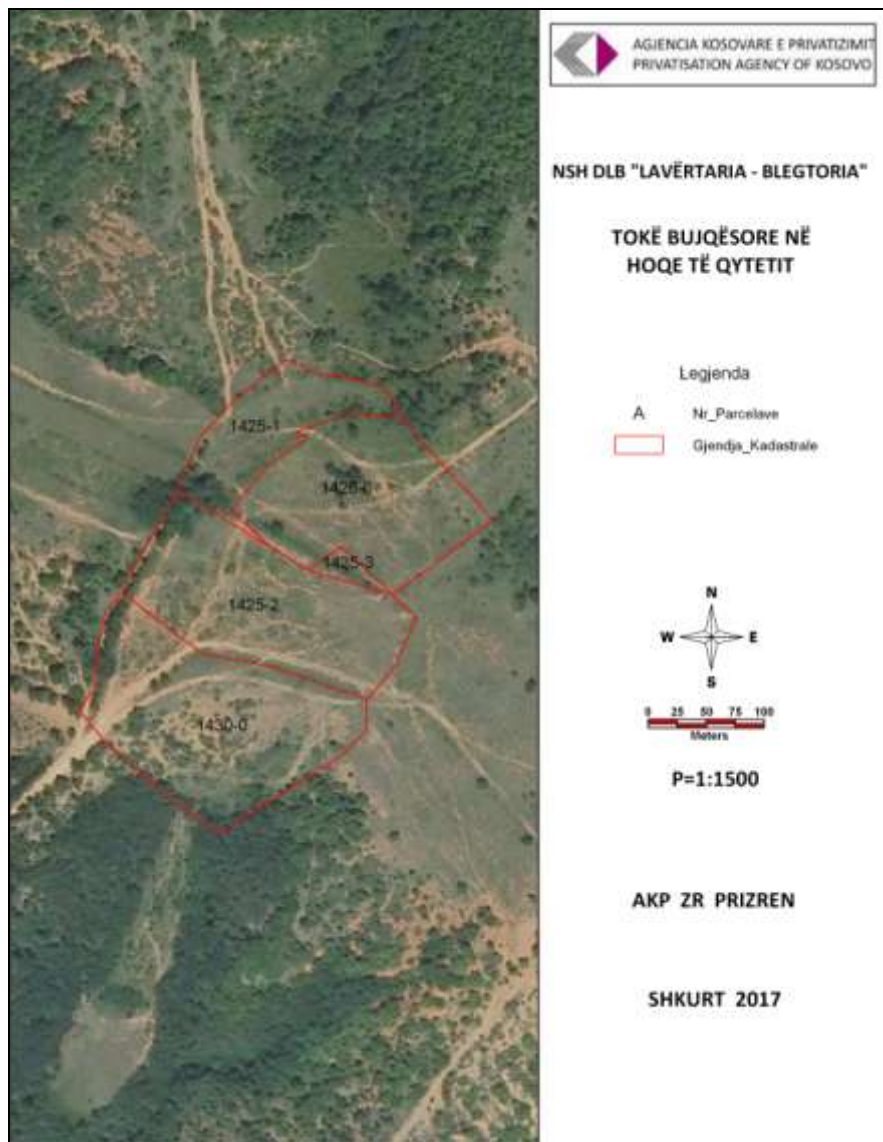 AGJENCIA KOSOVARE E PRIVATIZIMIT
PRIVATISATION AGENCY OF KOSOVO
NSH DLB "LAVËRTARIA - BLEGTORIA"
TOKË BUJQËSORE NË
HOQE TË QYTETIT
Legjenda
A Nr_Parcelave
Gjendja_Kadastrale
1425-1
1425-3
1425-2
1430-0
N
W E
S
0 25 50 75 100
Meters
P=1:1500
AKP ZR PRIZREN
SHKURT 2017